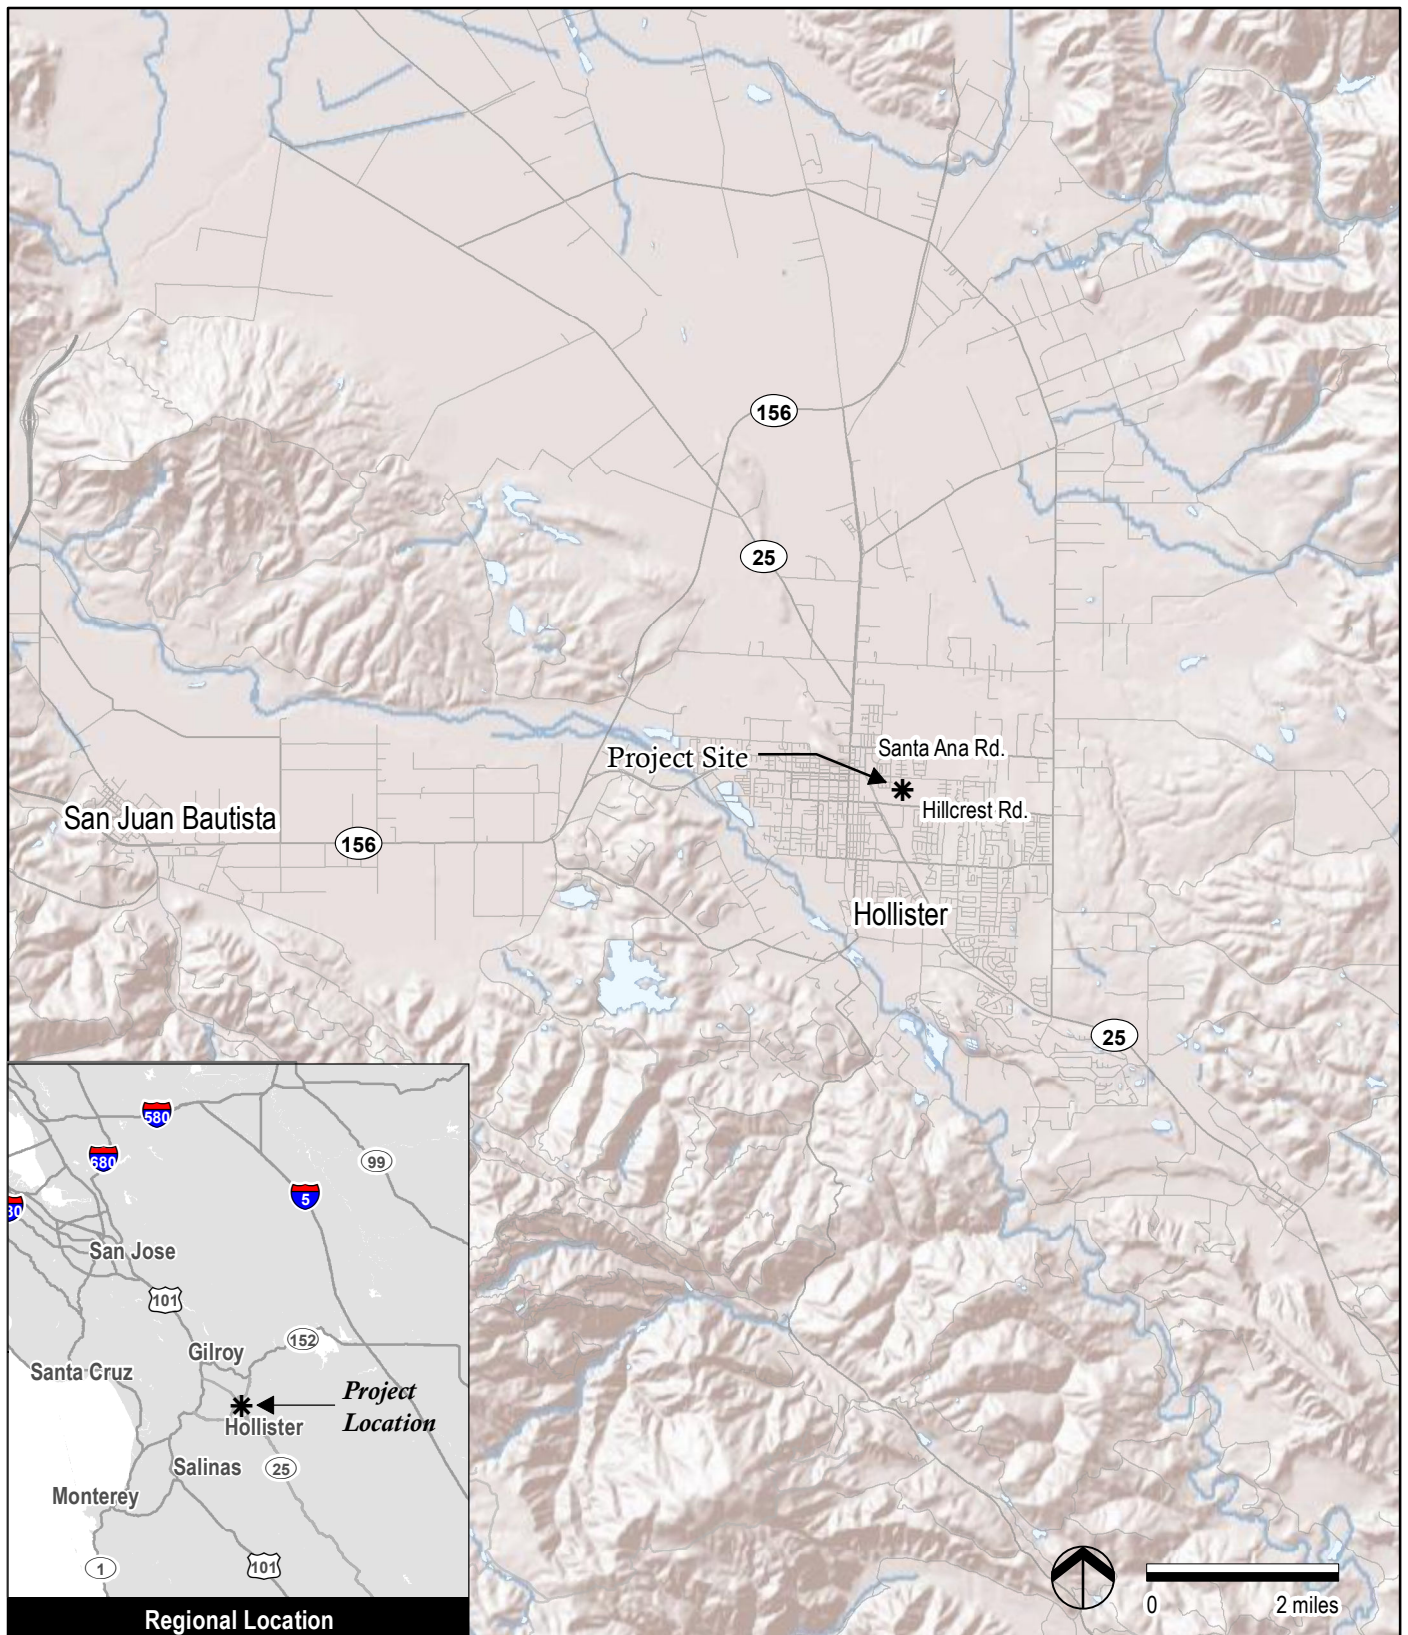 156
25
Project Site
Santa Ana Rd.
Hillcrest Rd.
San Juan Bautista
156
Hollister
25
580
680
99
5
80
San Jose
101
152
Gilroy
Santa Cruz
Project
Location
Hollister
Salinas
25
Monterey
1
101
0 2 miles
Regional Location